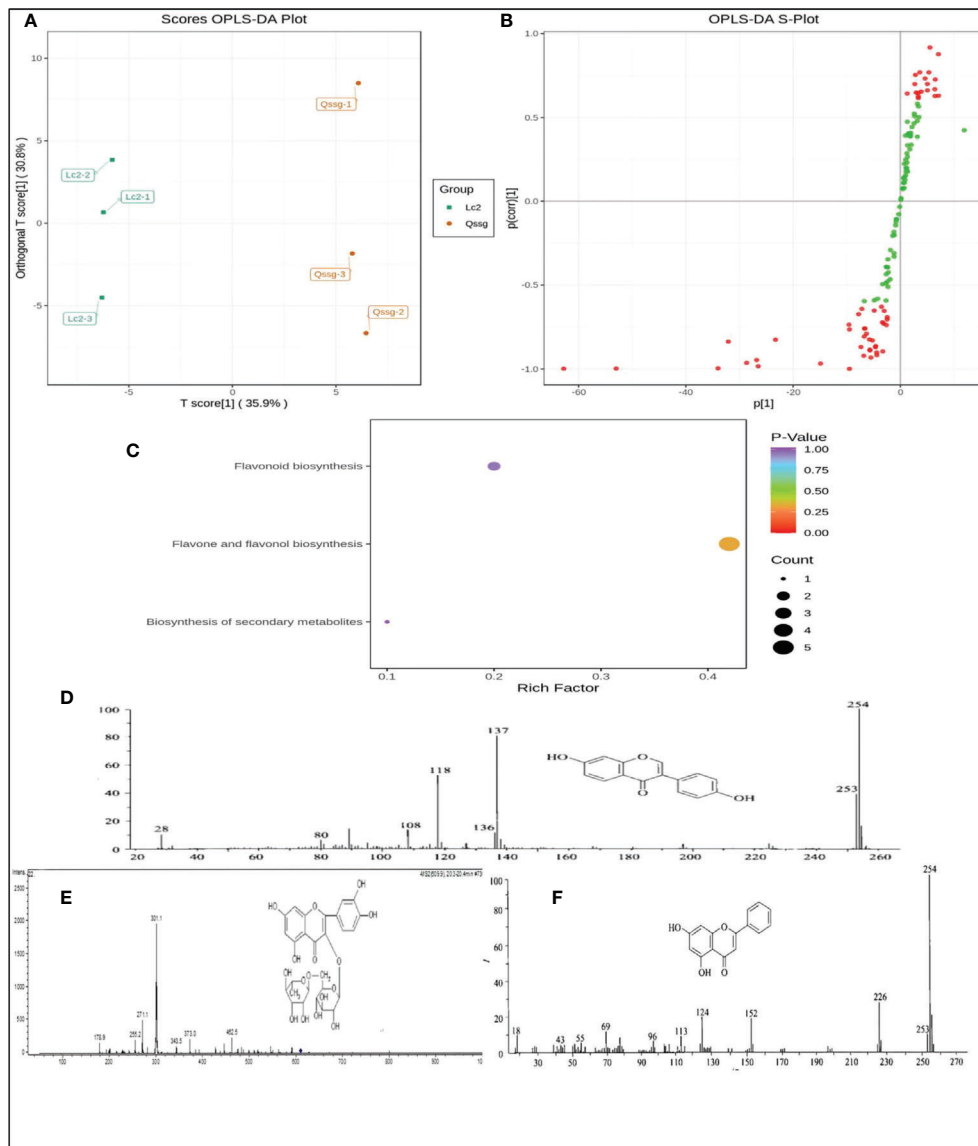 A
Scores OPLS-DA Plot
10
5
0
-5
Orthogonal T score[1] ( 30.8% )
Qssg-1
Lc2-2
Lc2-1
Qssg-3
Lc2-3
Qssg-2
-5
0
5
T score[1] ( 35.9% )
Group
Lc2
Qssg
B
OPLS-DA S-Plot
1.0
0.5
0.0
-0.5
-1.0
p(corr)[1]
-60
-40
-20
0
p[1]
C
Flavonoid biosynthesis
Flavone and flavonol biosynthesis
Biosynthesis of secondary metabolites
0.1
0.2
0.3
0.4
Rich Factor
P-Value
1.00
0.75
0.50
0.25
0.00
Count
1
2
3
4
5
D
100
80
60
40
20
0
28
80
108
118
136
137
253
254
HO
O
O
OH
20 40 60 80 100 120 140 160 180 200 220 240 260
E
2500
2000
1500
1000
500
0
301.1
271.1
178.9
255.2
343.5
373.0
462.5
OH
HO
O
OH
OH
O
O
100 200 300 400 500 600 700 800 900
F
100
80
60
40
20
0
18
43
55
69
96
113
124
152
226
253
254
HO
O
OH
O
30 50 70 90 110 130 150 170 190 210 230 250 270